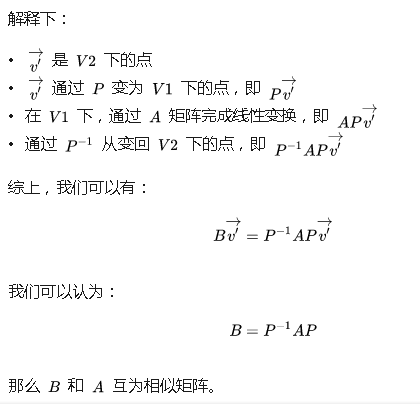 解释下：
• $\overrightarrow{v'}$ 是 $V2$ 下的点
• $\overrightarrow{v'}$ 通过 $P$ 变为 $V1$ 下的点，即 $P\overrightarrow{v'}$
• 在 $V1$ 下，通过 $A$ 矩阵完成线性变换，即 $AP\overrightarrow{v'}$
• 通过 $P^{-1}$ 从变回 $V2$ 下的点，即 $P^{-1}AP\overrightarrow{v'}$
综上，我们可以有：
$B\overrightarrow{v'} = P^{-1}AP\overrightarrow{v'}$
我们可以认为：
$B = P^{-1}AP$
那么 $B$ 和 $A$ 互为相似矩阵。